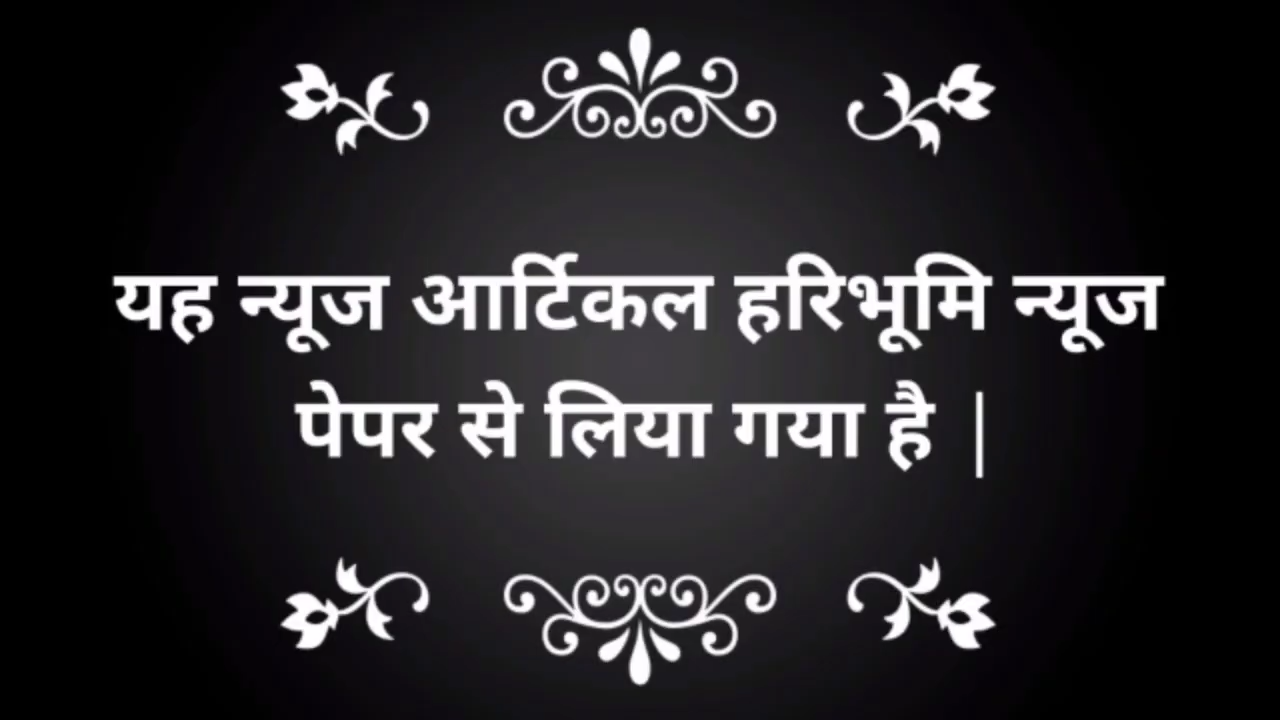 यह न्यूज आर्टिकल हरिभूमि न्यूज
पेपर से लिया गया है |